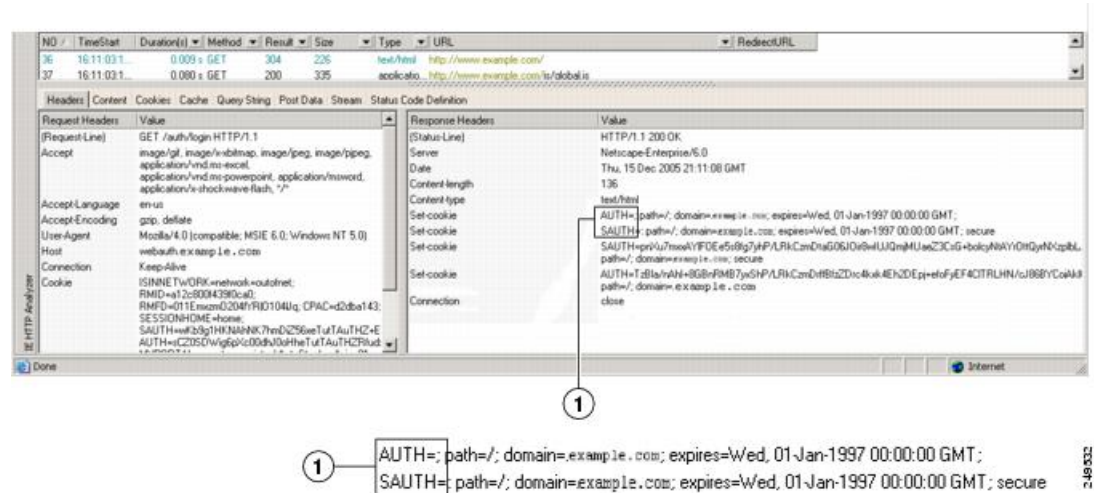 NO TimeStart Duration(s) Method Result Size Type URL RedirectURL
36 16:11:03:1... 0.009 s GET 304 226 text/html http://www.example.com/
37 16:11:03:1... 0.080 s GET 200 335 applicatio... http://www.example.com/js/global.js
Headers Content Cookies Cache Query String Post Data Stream Status Code Definition
Request Headers Value
(Request-Line) GET /auth/login HTTP/1.1
Accept image/gif, image/x-xbitmap, image/jpeg, image/pjpeg,
application/vnd.ms-excel,
application/vnd.ms-powerpoint, application/msword,
application/x-shockwave-flash, */*
Accept-Language en-us
Accept-Encoding gzip, deflate
User-Agent Mozilla/4.0 (compatible; MSIE 6.0; Windows NT 5.0)
Host webauth.example.com
Connection Keep-Alive
Cookie ISINNETWORK=network=outofnet;
SESSIONHOME=home;
Response Headers Value
(Status-Line) HTTP/1.1 200 OK
Server Netscape-Enterprise/6.0
Date Thu, 15 Dec 2005 21:11:08 GMT
Content-length 136
Content-type text/html
Set-cookie AUTH=; path=/; domain=.example.com; expires=Wed, 01-Jan-1997 00:00:00 GMT;
Set-cookie SAUTH=; path=/; domain=example.com; expires=Wed, 01-Jan-1997 00:00:00 GMT; secure
Set-cookie
path=/; domain=.example.com; secure
Set-cookie
path=/; domain=.example.com
Connection close
IE HTTP Analyzer
Done Internet
1
1
AUTH=; path=/; domain=.example.com; expires=Wed, 01-Jan-1997 00:00:00 GMT;
SAUTH=; path=/; domain=example.com; expires=Wed, 01-Jan-1997 00:00:00 GMT; secure
249532